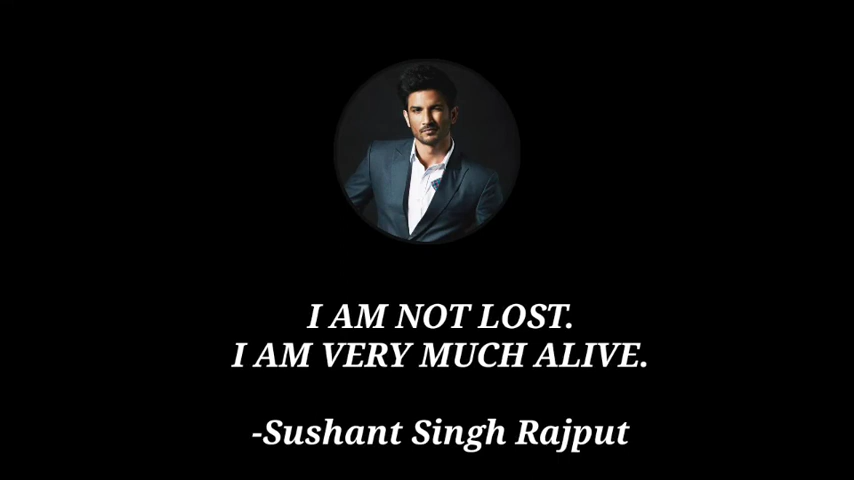 I AM NOT LOST.
I AM VERY MUCH ALIVE.
-Sushant Singh Rajput